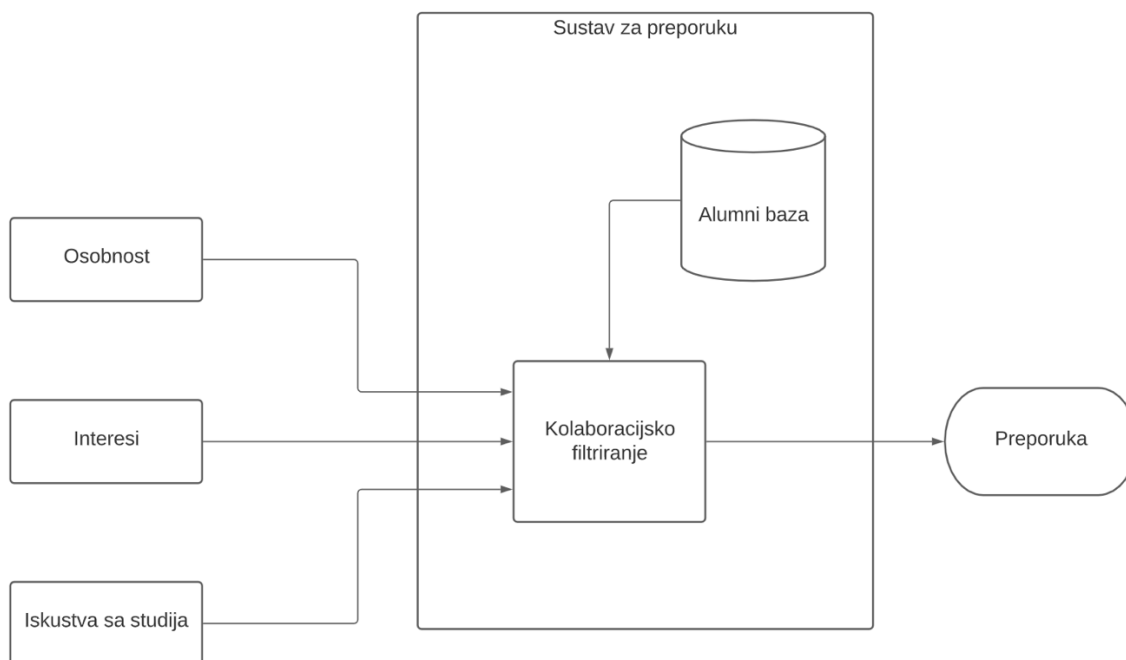 Sustav za preporuku
Alumni baza
Osobnost
Interesi
Iskustva sa studija
Kolaboracijsko
filtriranje
Preporuka